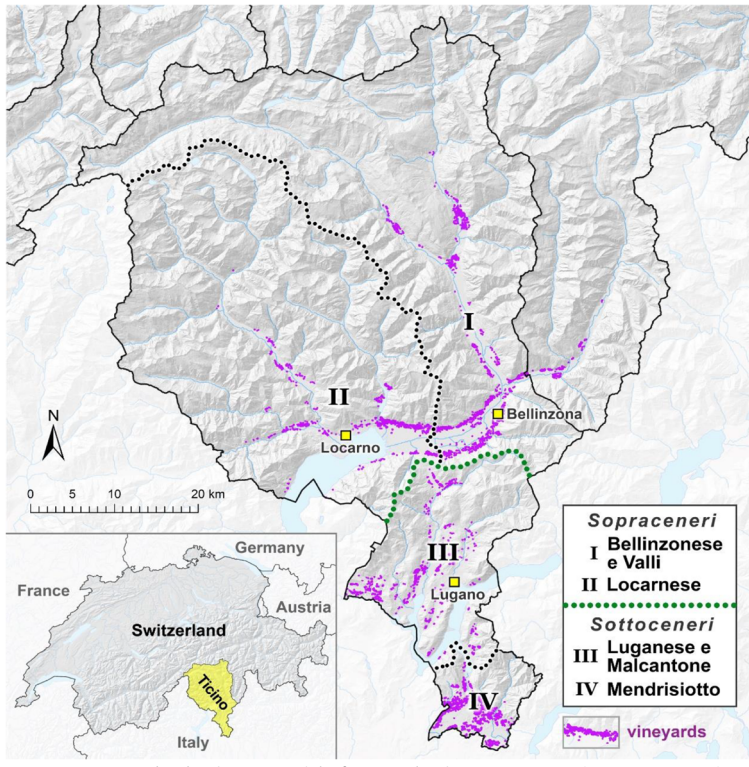 I
II
Bellinzona
Locarno
N
0 5 10 20 km
III
Lugano
IV
Germany
France
Austria
Switzerland
Ticino
Italy
Sopraceneri
I Bellinzonese
e Valli
II Locarnese
Sottoceneri
III Luganese e
Malcantone
IV Mendrisiotto
vineyards